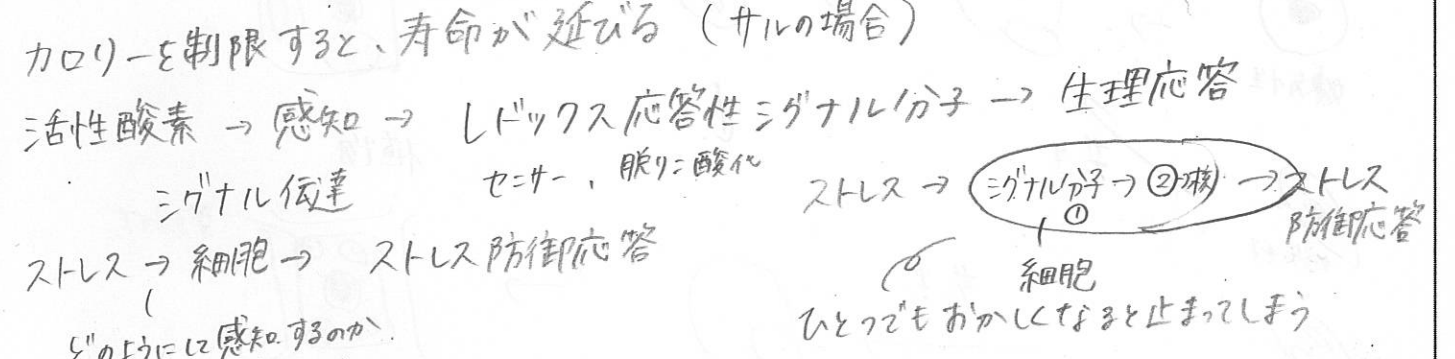 カロリーを制限すると、寿命が延びる (サルの場合)
活性酸素 → 感知 → レドックス応答性シグナル分子 → 生理応答
シグナル伝達
センサー、脱リン酸化
ストレス → 細胞 → ストレス防御応答
どのようにして感知するのか.
ストレス → シグナル分子 → ②核 → ストレス
① 防御応答
細胞
ひとつでもおかしくなると止まってしまう